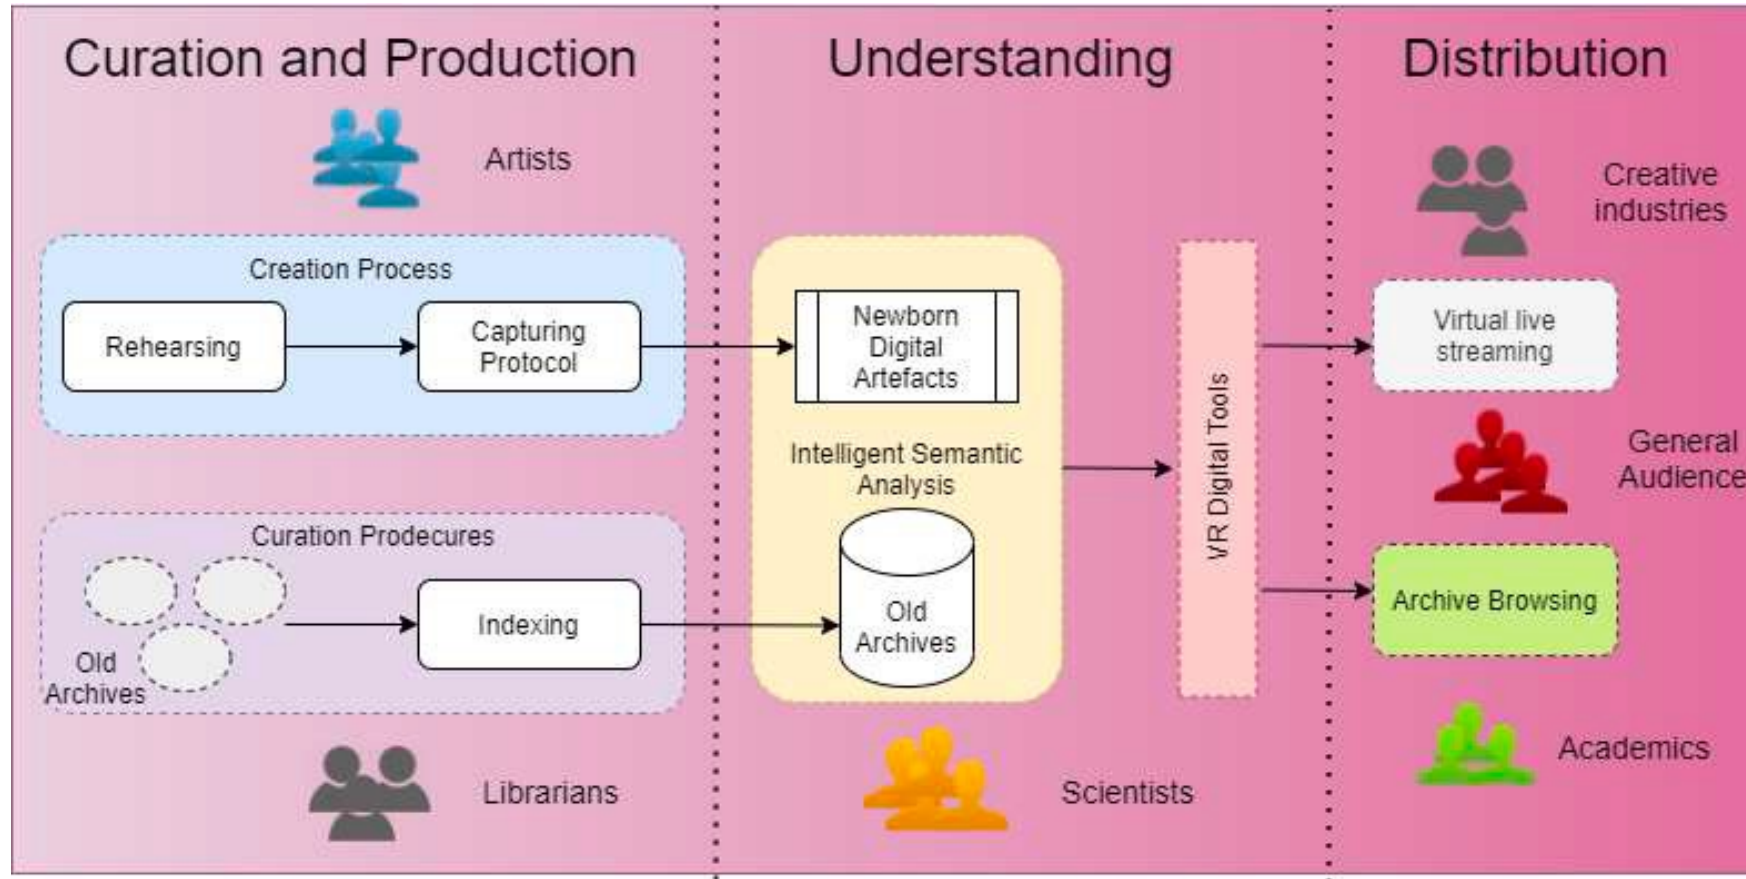 Curation and Production
Artists
Creation Process
Rehearsing
Capturing
Protocol
Curation Prodecures
Old
Archives
Indexing
Librarians
Understanding
Newborn
Digital
Artefacts
Intelligent Semantic
Analysis
Old
Archives
VR Digital Tools
Scientists
Distribution
Creative
industries
Virtual live
streaming
General
Audience
Archive Browsing
Academics